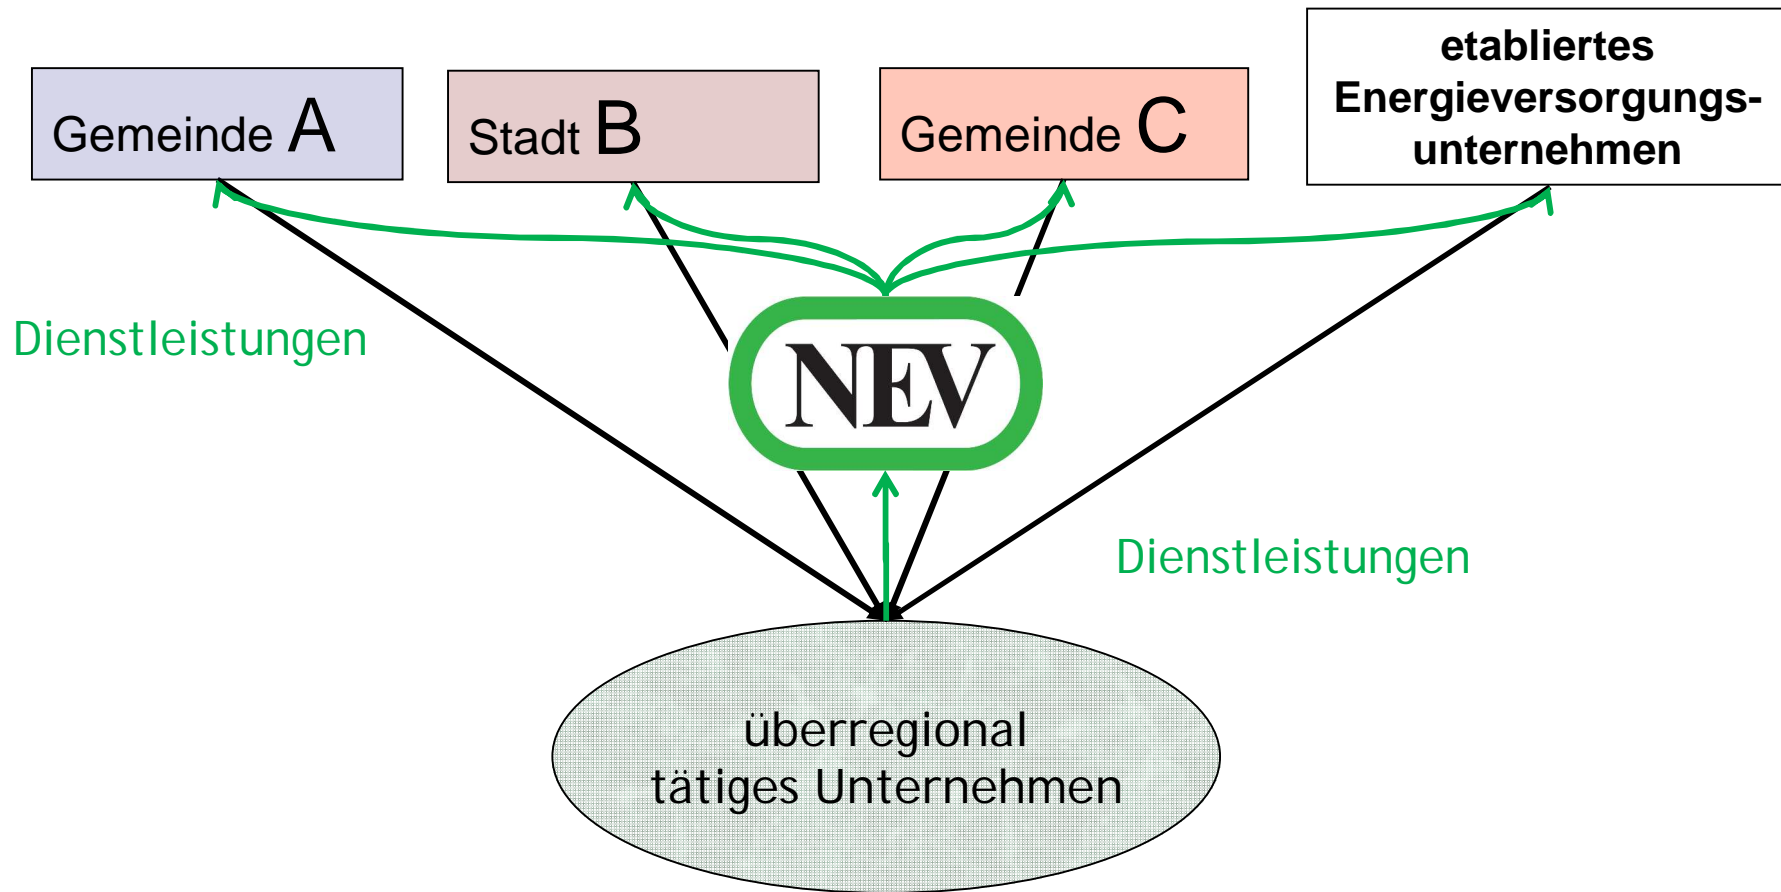 Gemeinde A
Stadt B
Gemeinde C
etabliertes
Energieversorgungs-
unternehmen
Dienstleistungen
NEV
Dienstleistungen
überregional
tätiges Unternehmen